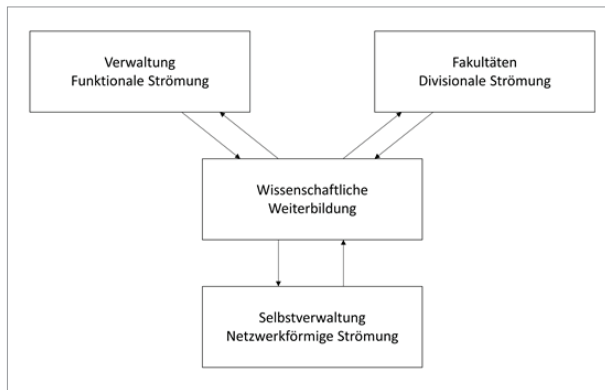 Verwaltung
Funktionale Strömung
Fakultäten
Divisionale Strömung
Wissenschaftliche
Weiterbildung
Selbstverwaltung
Netzwerkförmige Strömung